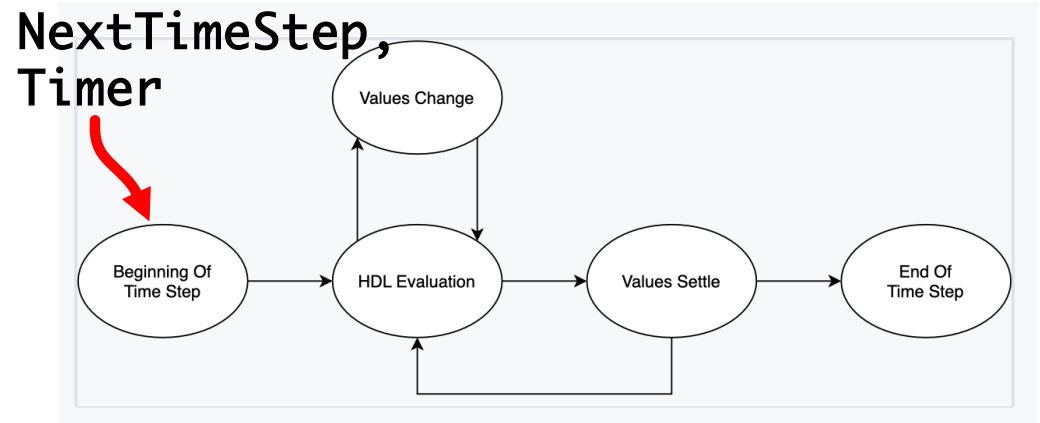 NextTimeStep,
Timer
Values Change
Beginning Of
Time Step
HDL Evaluation
Values Settle
End Of
Time Step